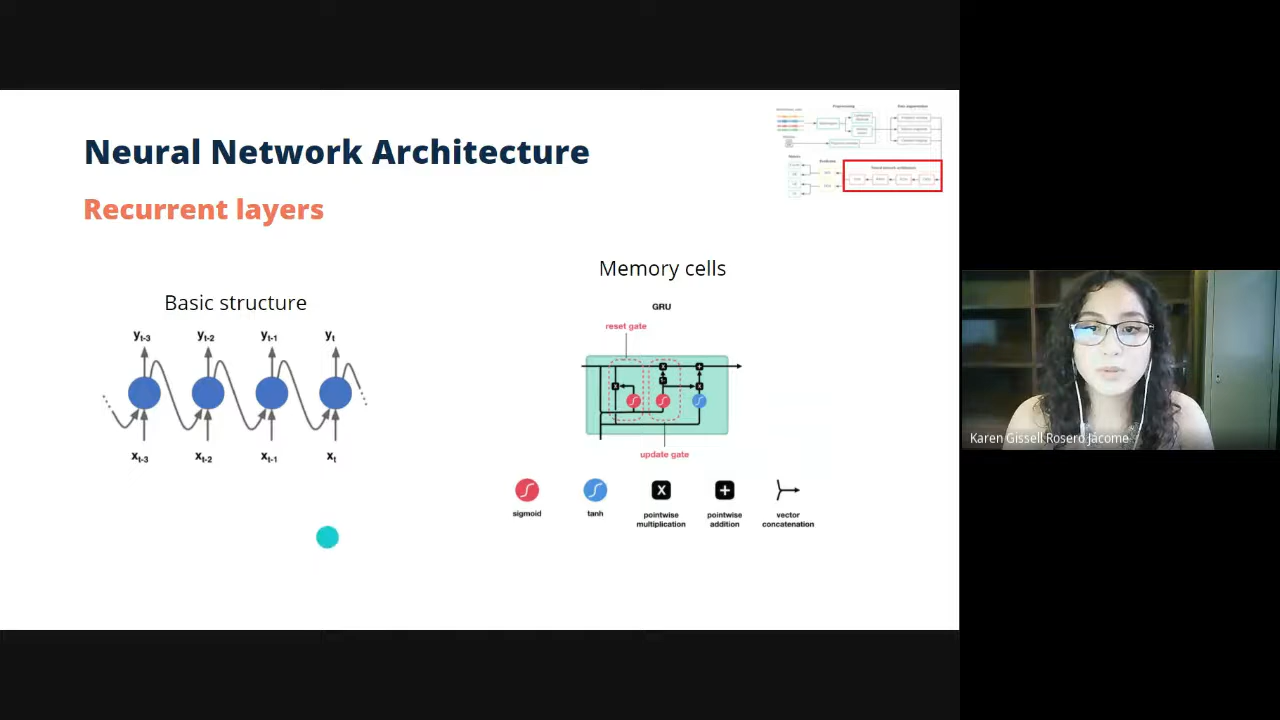 Neural Network Architecture
Recurrent layers
Basic structure
yt-3 yt-2 yt-1 yt
xt-3 xt-2 xt-1 xt
Memory cells
GRU
reset gate
update gate
sigmoid
tanh
pointwise
multiplication
pointwise
addition
vector
concatenation
Karen Gissell Rosero Jácome